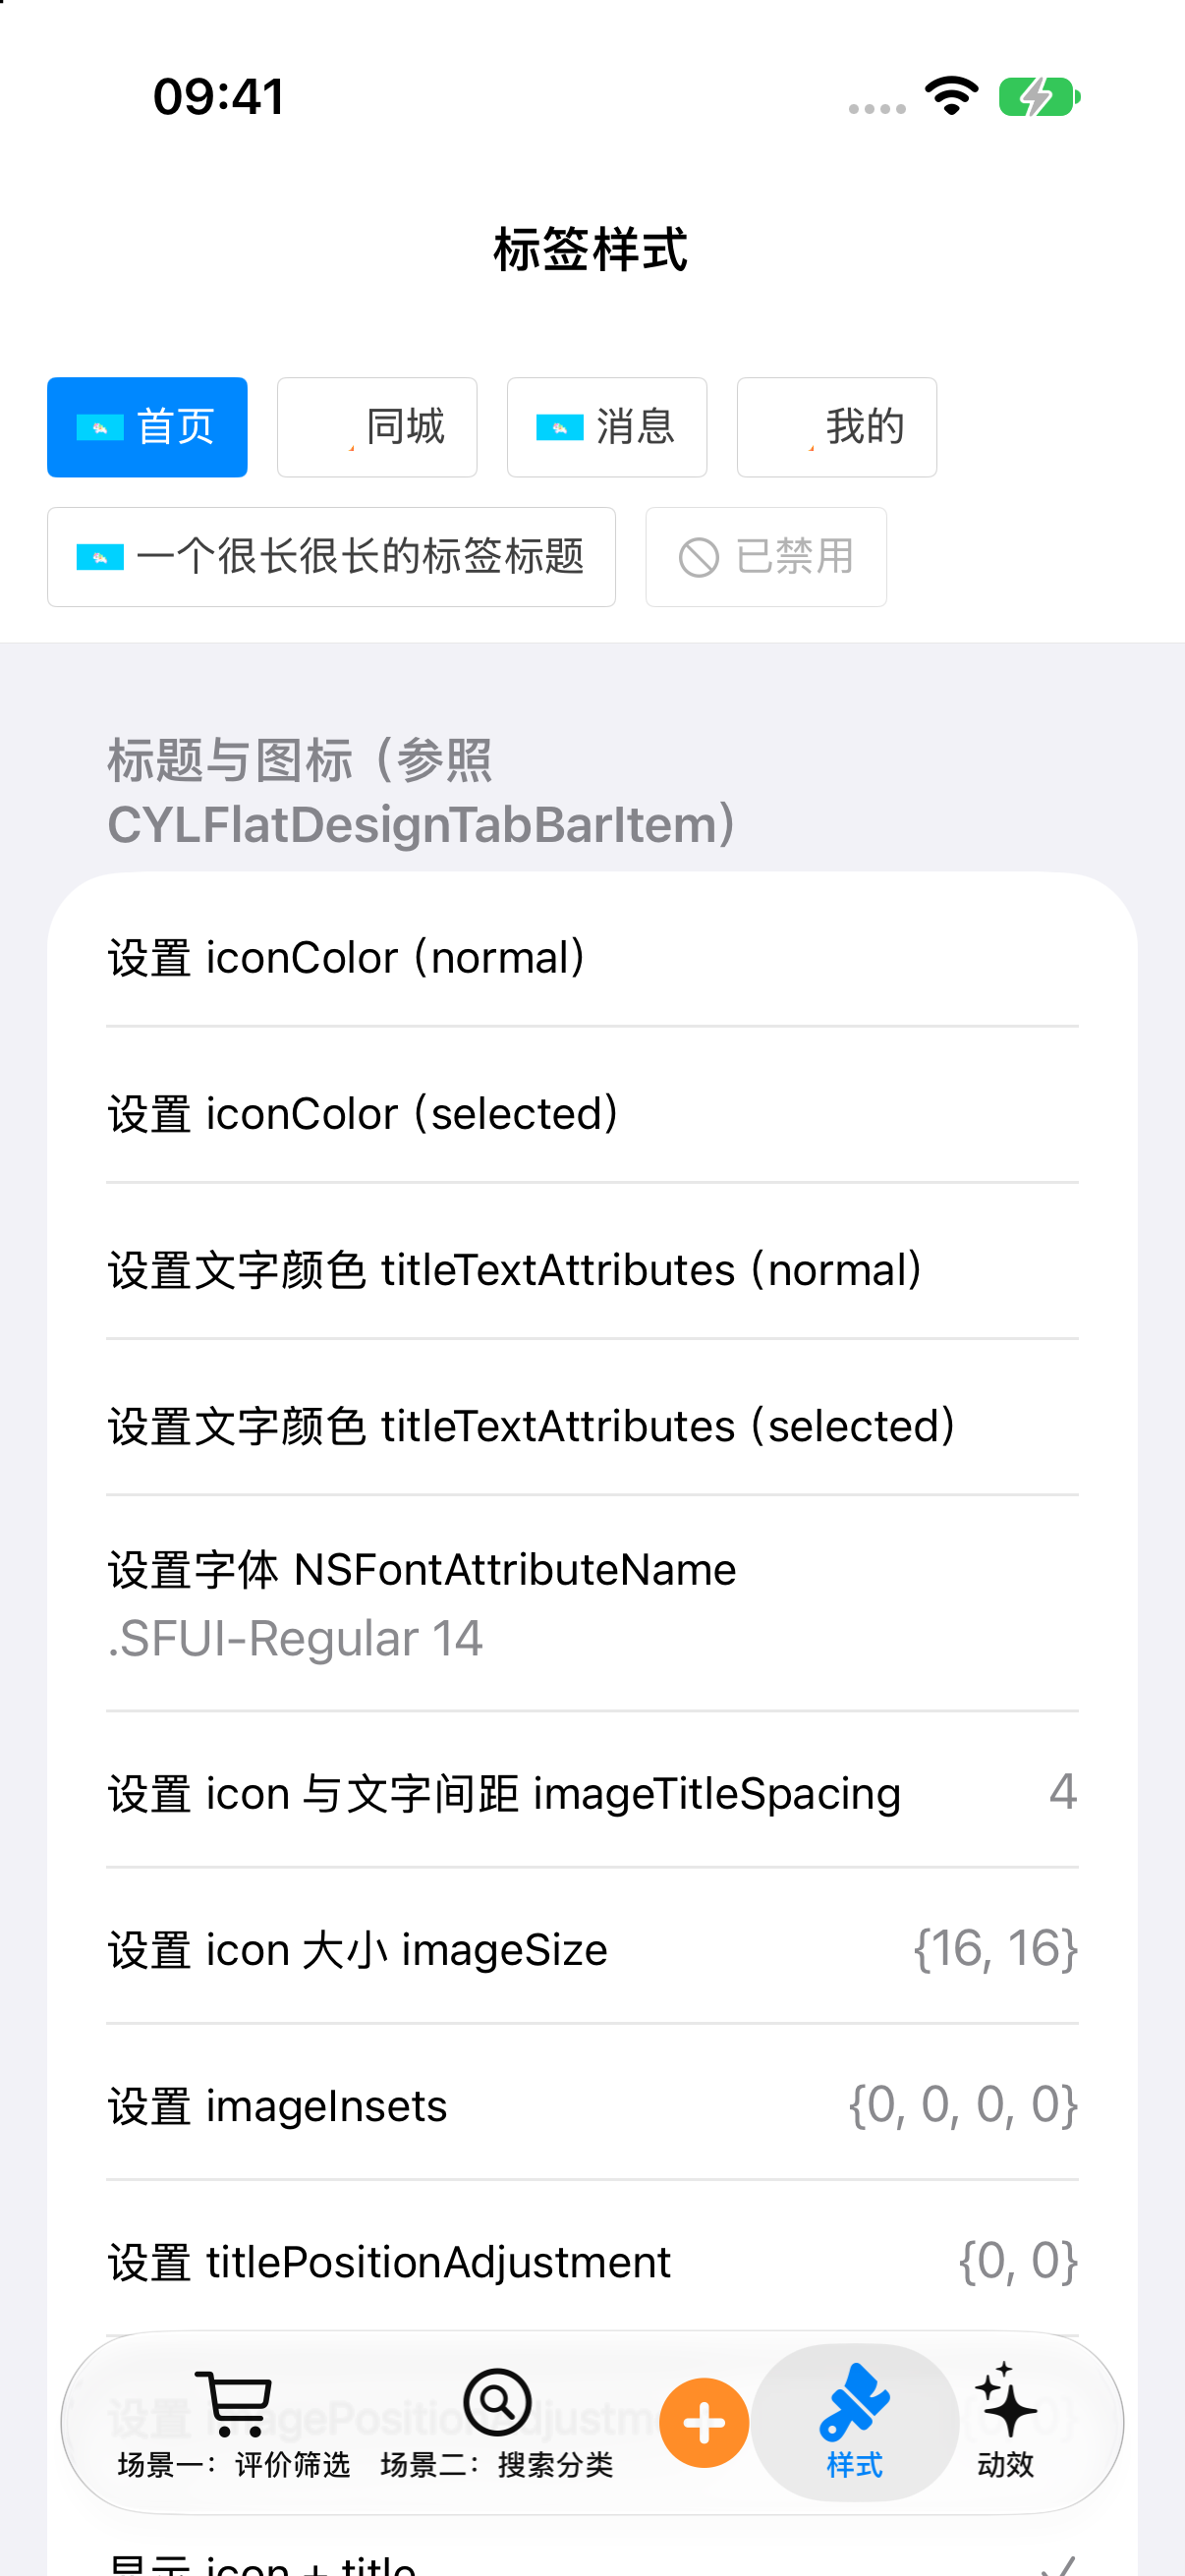 09:41
标签样式
首页 同城 消息 我的
一个很长很长的标签标题 已禁用
标题与图标（参照
CYLFlatDesignTabBarItem）
设置 iconColor（normal）
设置 iconColor（selected）
设置文字颜色 titleTextAttributes（normal）
设置文字颜色 titleTextAttributes（selected）
设置字体 NSFontAttributeName
.SFUI-Regular 14
设置 icon 与文字间距 imageTitleSpacing 4
设置 icon 大小 imageSize {16, 16}
设置 imageInsets {0, 0, 0, 0}
设置 titlePositionAdjustment {0, 0}
场景一：评价筛选 场景二：搜索分类 样式 动效
显示 icon + title